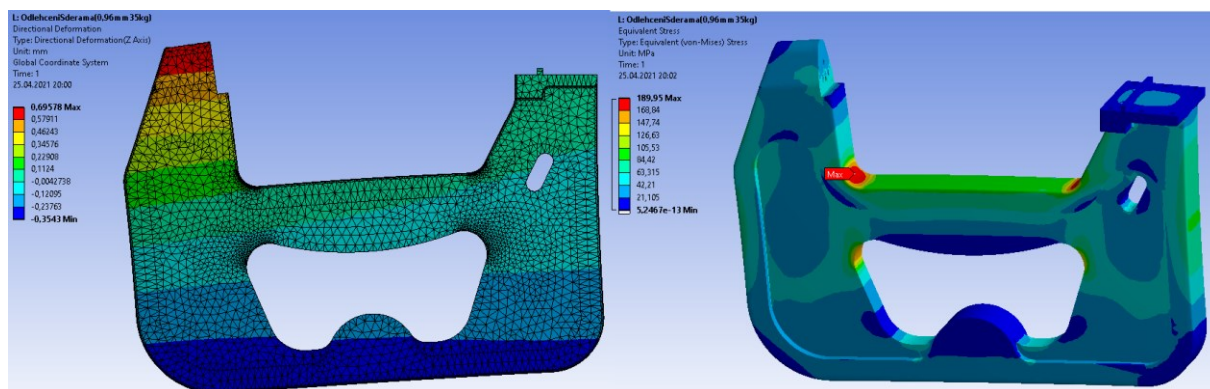 L: OdlehceniSderama(0,96mm 35kg)
Directional Deformation
Type: Directional Deformation(Z Axis)
Unit: mm
Global Coordinate System
Time: 1
25.04.2021 20:00
0,69578 Max
0,57911
0,46243
0,34576
0,22908
0,1124
-0,0042738
-0,12095
-0,23763
-0,3543 Min
L: OdlehceniSderama(0,96mm 35kg)
Equivalent Stress
Type: Equivalent (von-Mises) Stress
Unit: MPa
Time: 1
25.04.2021 20:02
189,95 Max
168,84
147,74
126,63
105,53
84,42
63,315
42,21
21,105
5,2467e-13 Min
Max